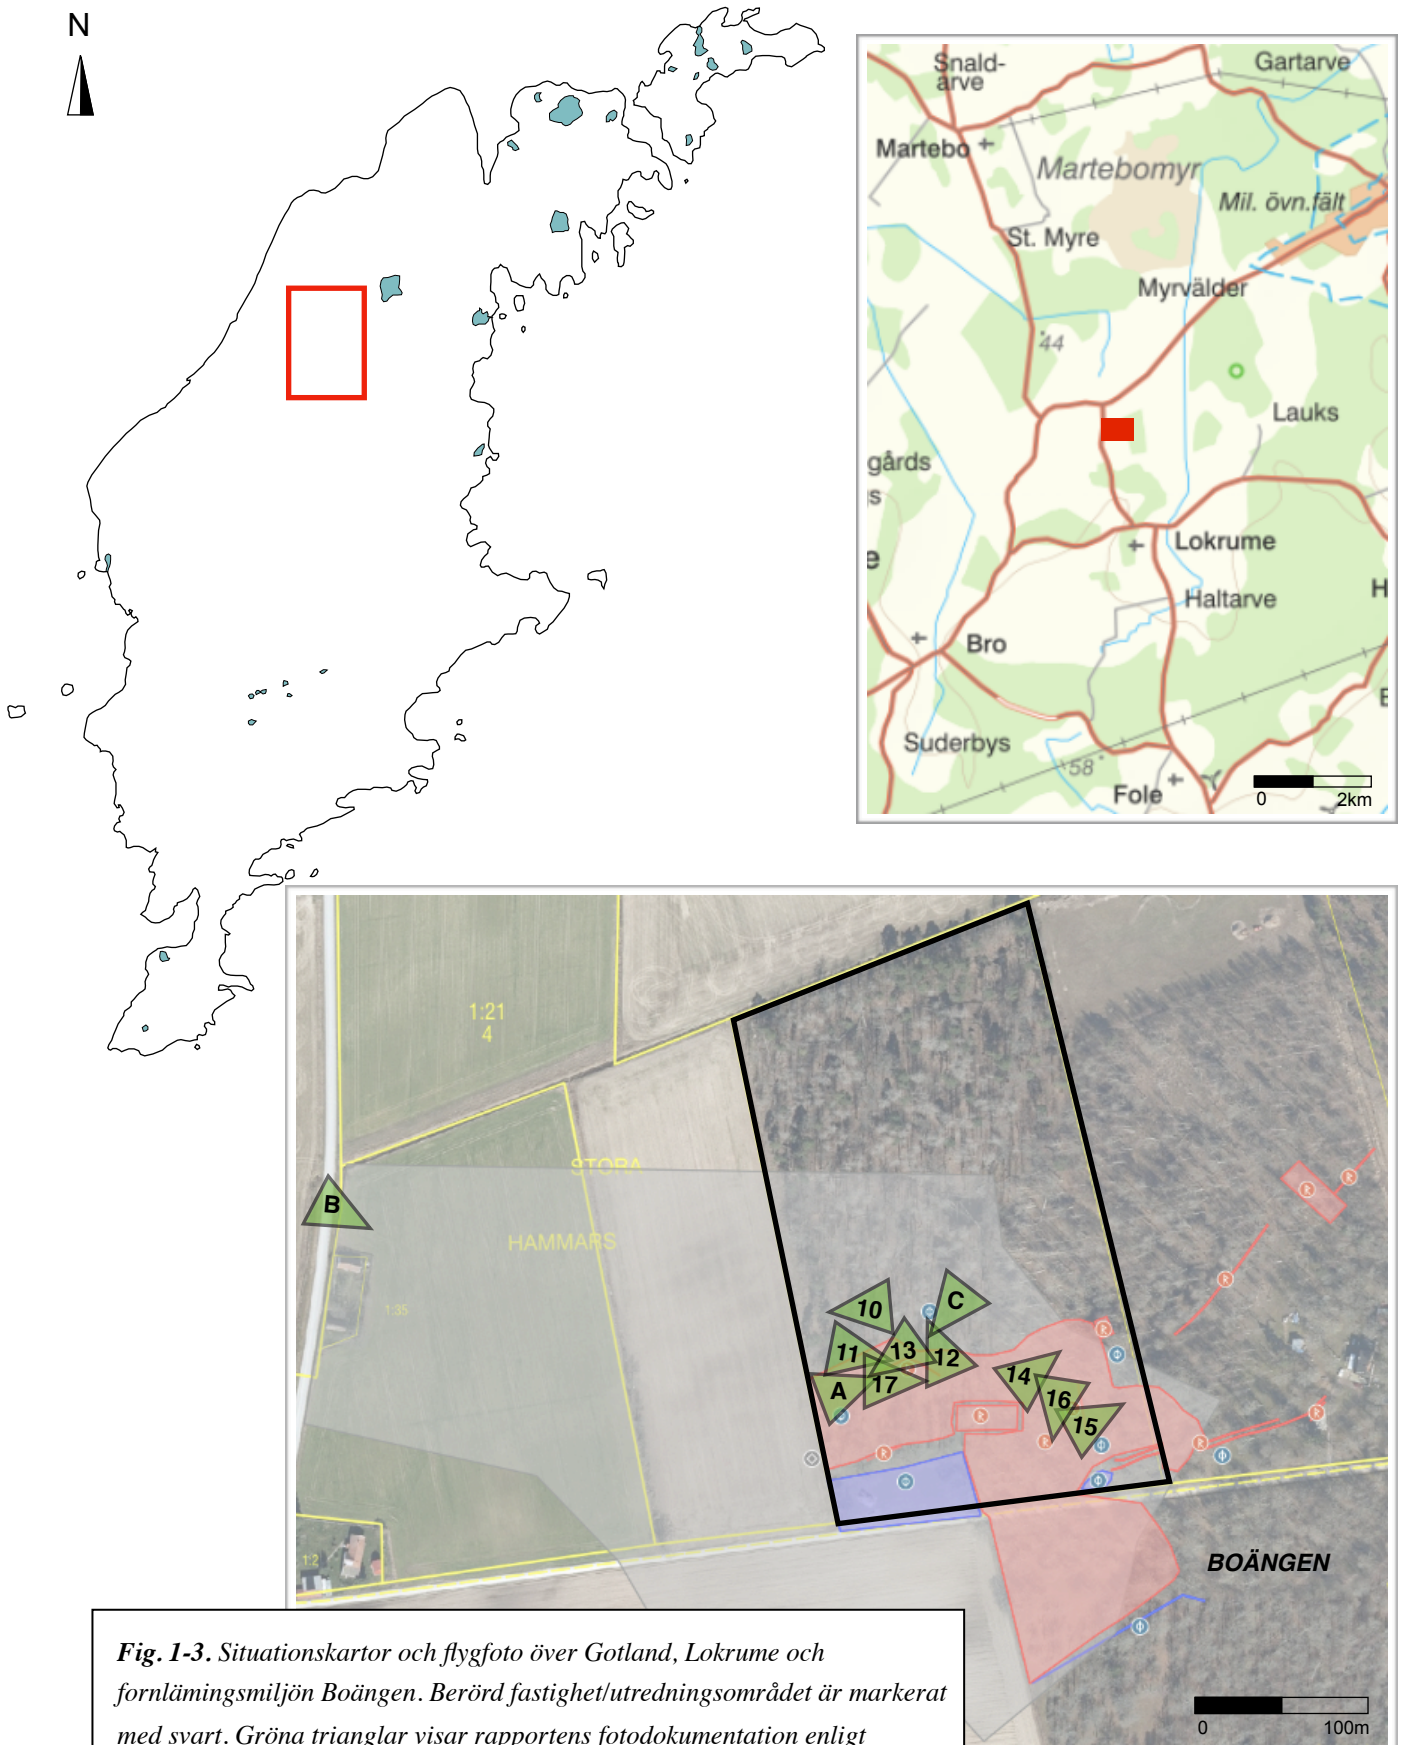 N
Snald-
arve
Gartarve
Martebo
Martebomyr
Mil. övn.fält
St. Myre
Myrvälder
44
Lauks
gårds
s
Lokrume
e
Haltarve
H
Bro
E
Suderbys
58
Fole
0 2km
1:21
4
STORA
B
HAMMARS
1:35
10
C
11
13
12
A
17
14
16
15
R
R
R
R
R
R
R
R
R
1:2
BOÄNGEN
0 100m
Fig. 1-3. Situationskartor och flygfoto över Gotland, Lokrume och
fornlämingsmiljön Boängen. Berörd fastighet/utredningsområdet är markerat
med svart. Gröna trianglar visar rapportens fotodokumentation enligt